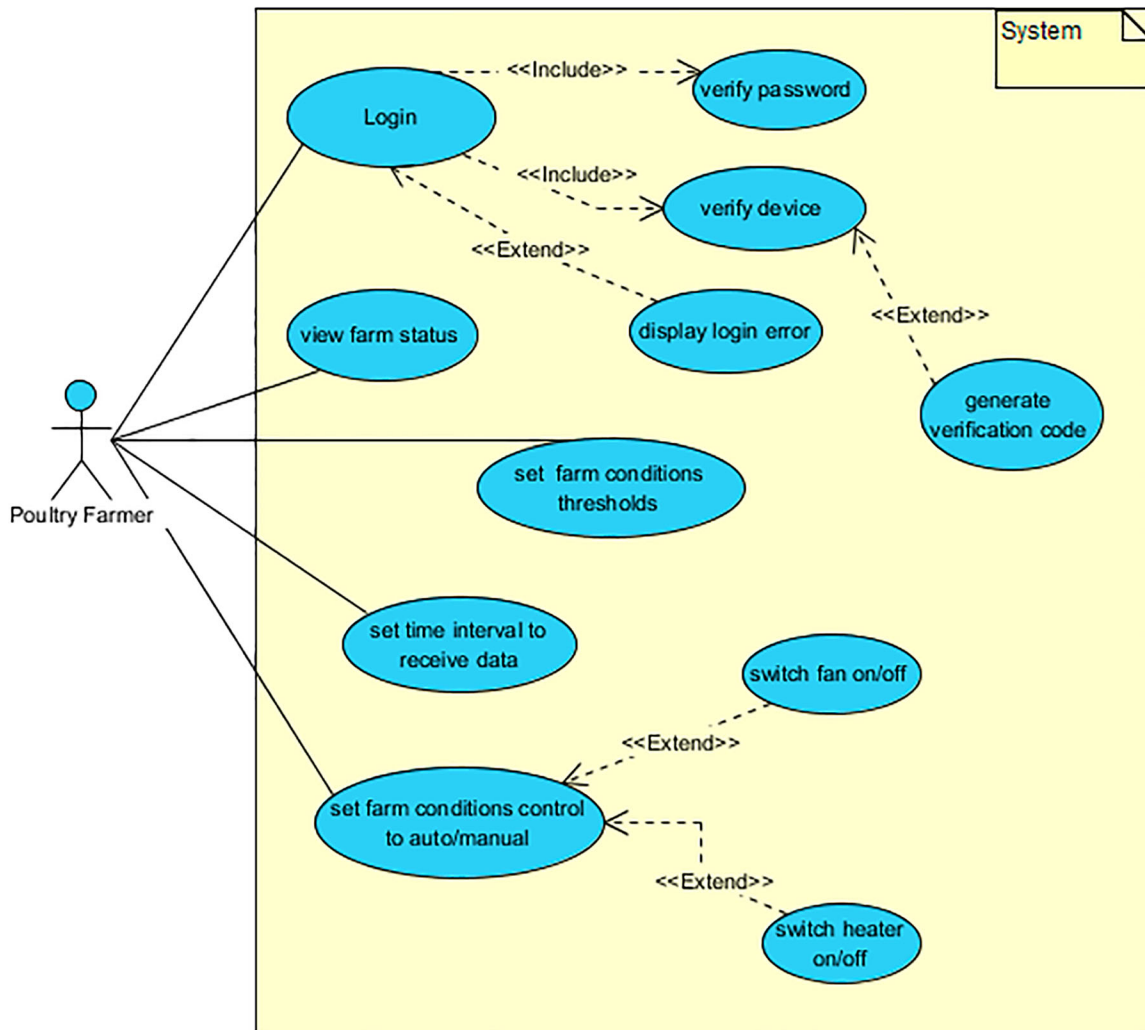 System
<<Include>>
verify password
Login
<<Include>>
verify device
<<Extend>>
<<Extend>>
view farm status
display login error
generate
verification code
set farm conditions
thresholds
Poultry Farmer
set time interval to
receive data
switch fan on/off
<<Extend>>
set farm conditions control
to auto/manual
<<Extend>>
switch heater
on/off